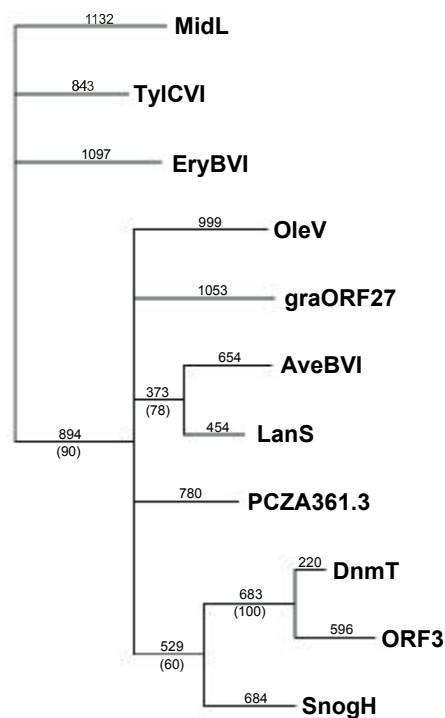 1132
MidL
843
TylCVI
1097
EryBVI
999
OleV
1053
graORF27
654
AveBVI
373
(78)
454
LanS
894
(90)
780
PCZA361.3
220
DnmT
683
(100)
596
ORF3
529
(60)
684
SnogH